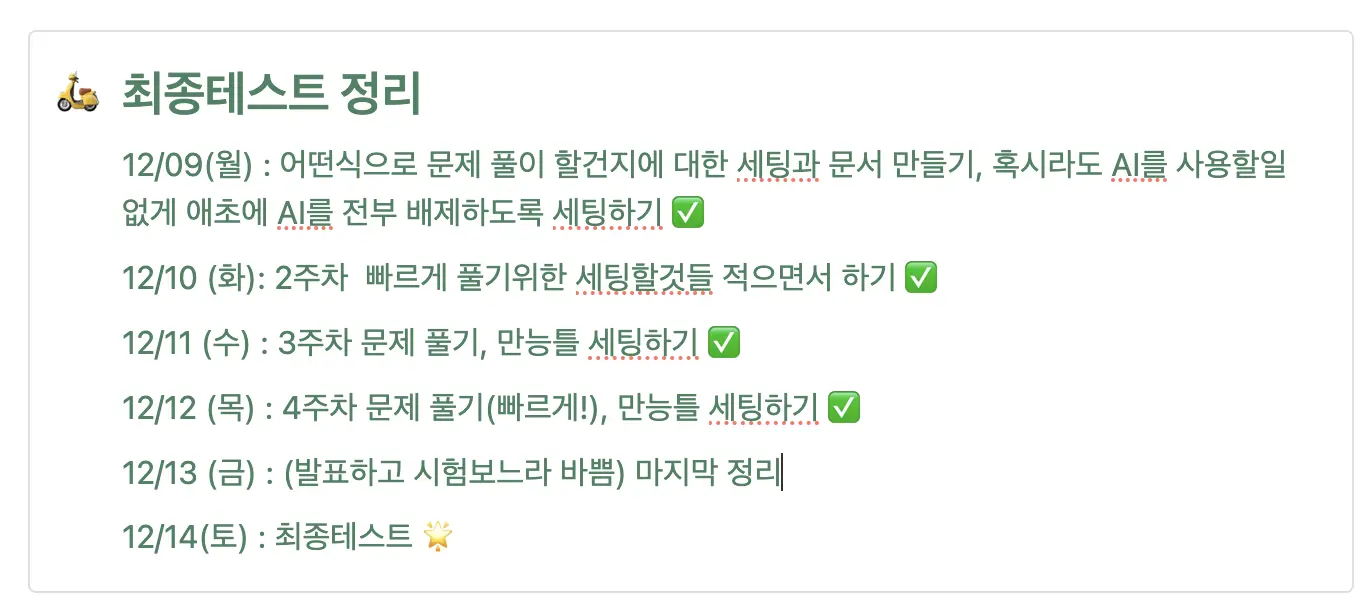 🛵 최종테스트 정리
12/09(월) : 어떤식으로 문제 풀이 할건지에 대한 세팅과 문서 만들기, 혹시라도 AI를 사용할일
없게 애초에 AI를 전부 배제하도록 세팅하기 ✅
12/10 (화): 2주차  빠르게 풀기위한 세팅할것들 적으면서 하기 ✅
12/11 (수) : 3주차 문제 풀기, 만능틀 세팅하기 ✅
12/12 (목) : 4주차 문제 풀기(빠르게!), 만능틀 세팅하기 ✅
12/13 (금) : (발표하고 시험보느라 바쁨) 마지막 정리
12/14(토) : 최종테스트 🌟